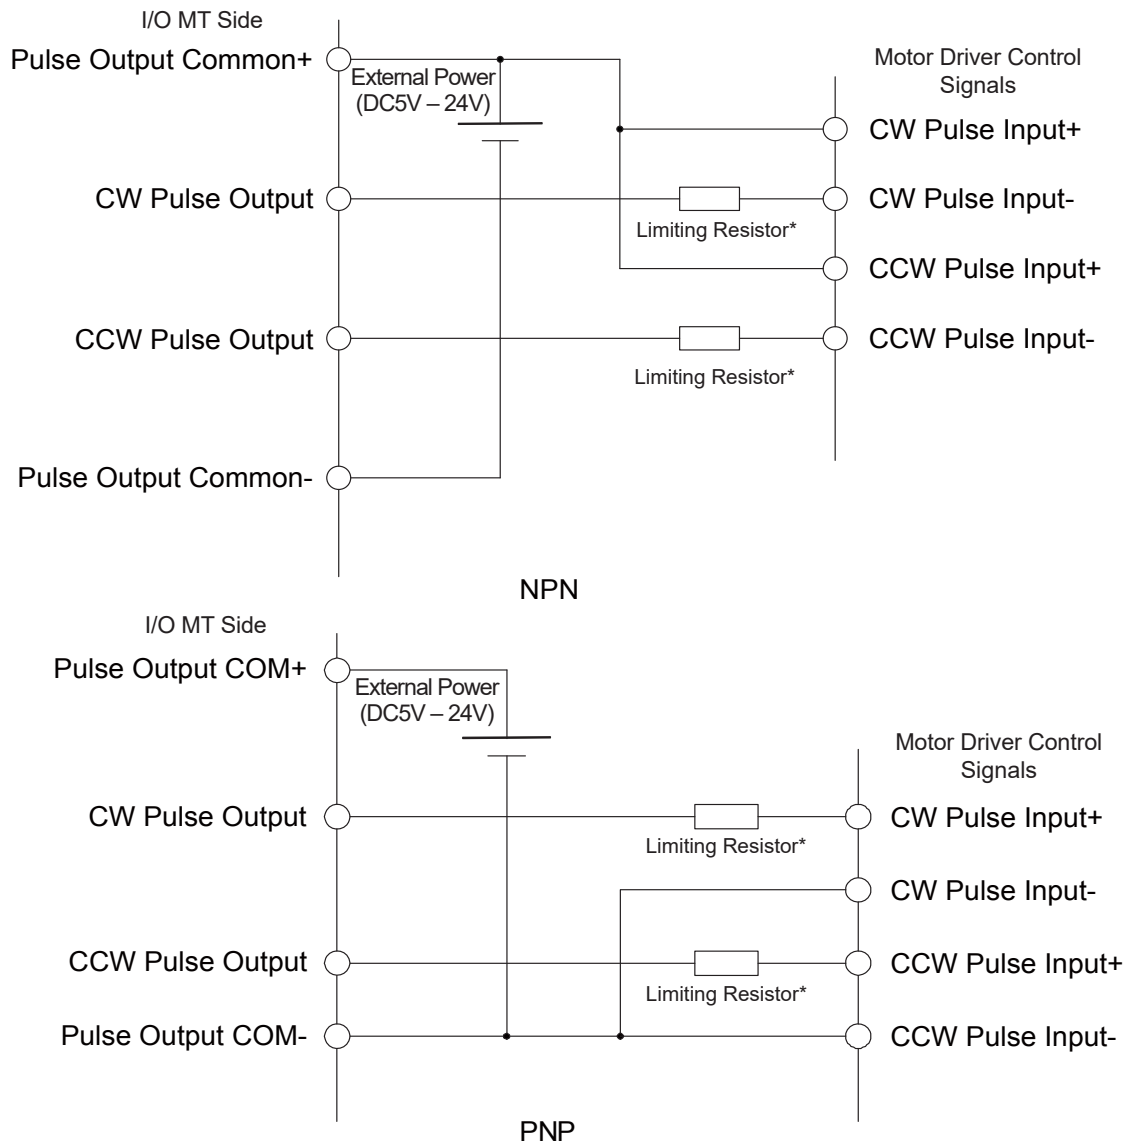 I/O MT Side
Pulse Output Common+
External Power
(DC5V – 24V)
Motor Driver Control
Signals
CW Pulse Input+
CW Pulse Output
CW Pulse Input-
Limiting Resistor*
CCW Pulse Input+
CCW Pulse Output
CCW Pulse Input-
Limiting Resistor*
Pulse Output Common-
NPN
I/O MT Side
Pulse Output COM+
External Power
(DC5V – 24V)
Motor Driver Control
Signals
CW Pulse Output
CW Pulse Input+
Limiting Resistor*
CW Pulse Input-
CCW Pulse Output
CCW Pulse Input+
Limiting Resistor*
Pulse Output COM-
CCW Pulse Input-
PNP